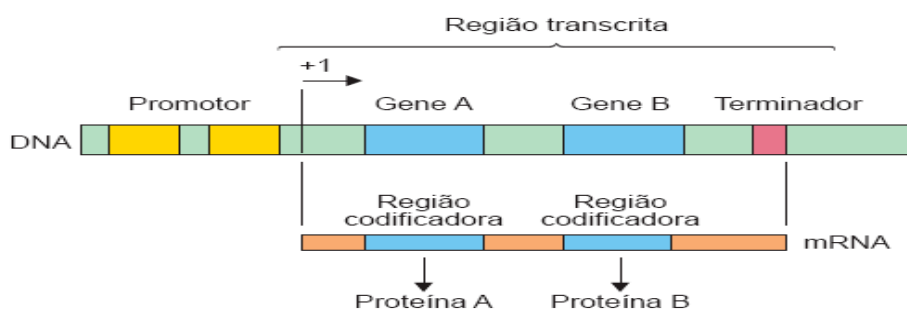 Região transcrita
+1
Promotor Gene A Gene B Terminador
DNA
Região codificadora Região codificadora
mRNA
Proteína A Proteína B